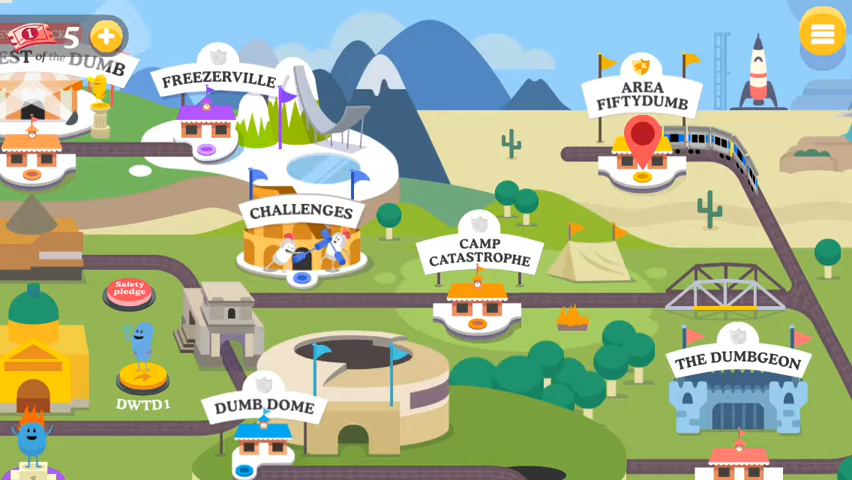 5
EST of the DUMB
FREEZERVILLE
AREA
FIFTYDUMB
CHALLENGES
CAMP
CATASTROPHE
Safety
pledge
DWTD1
THE DUMBGEON
DUMB DOME